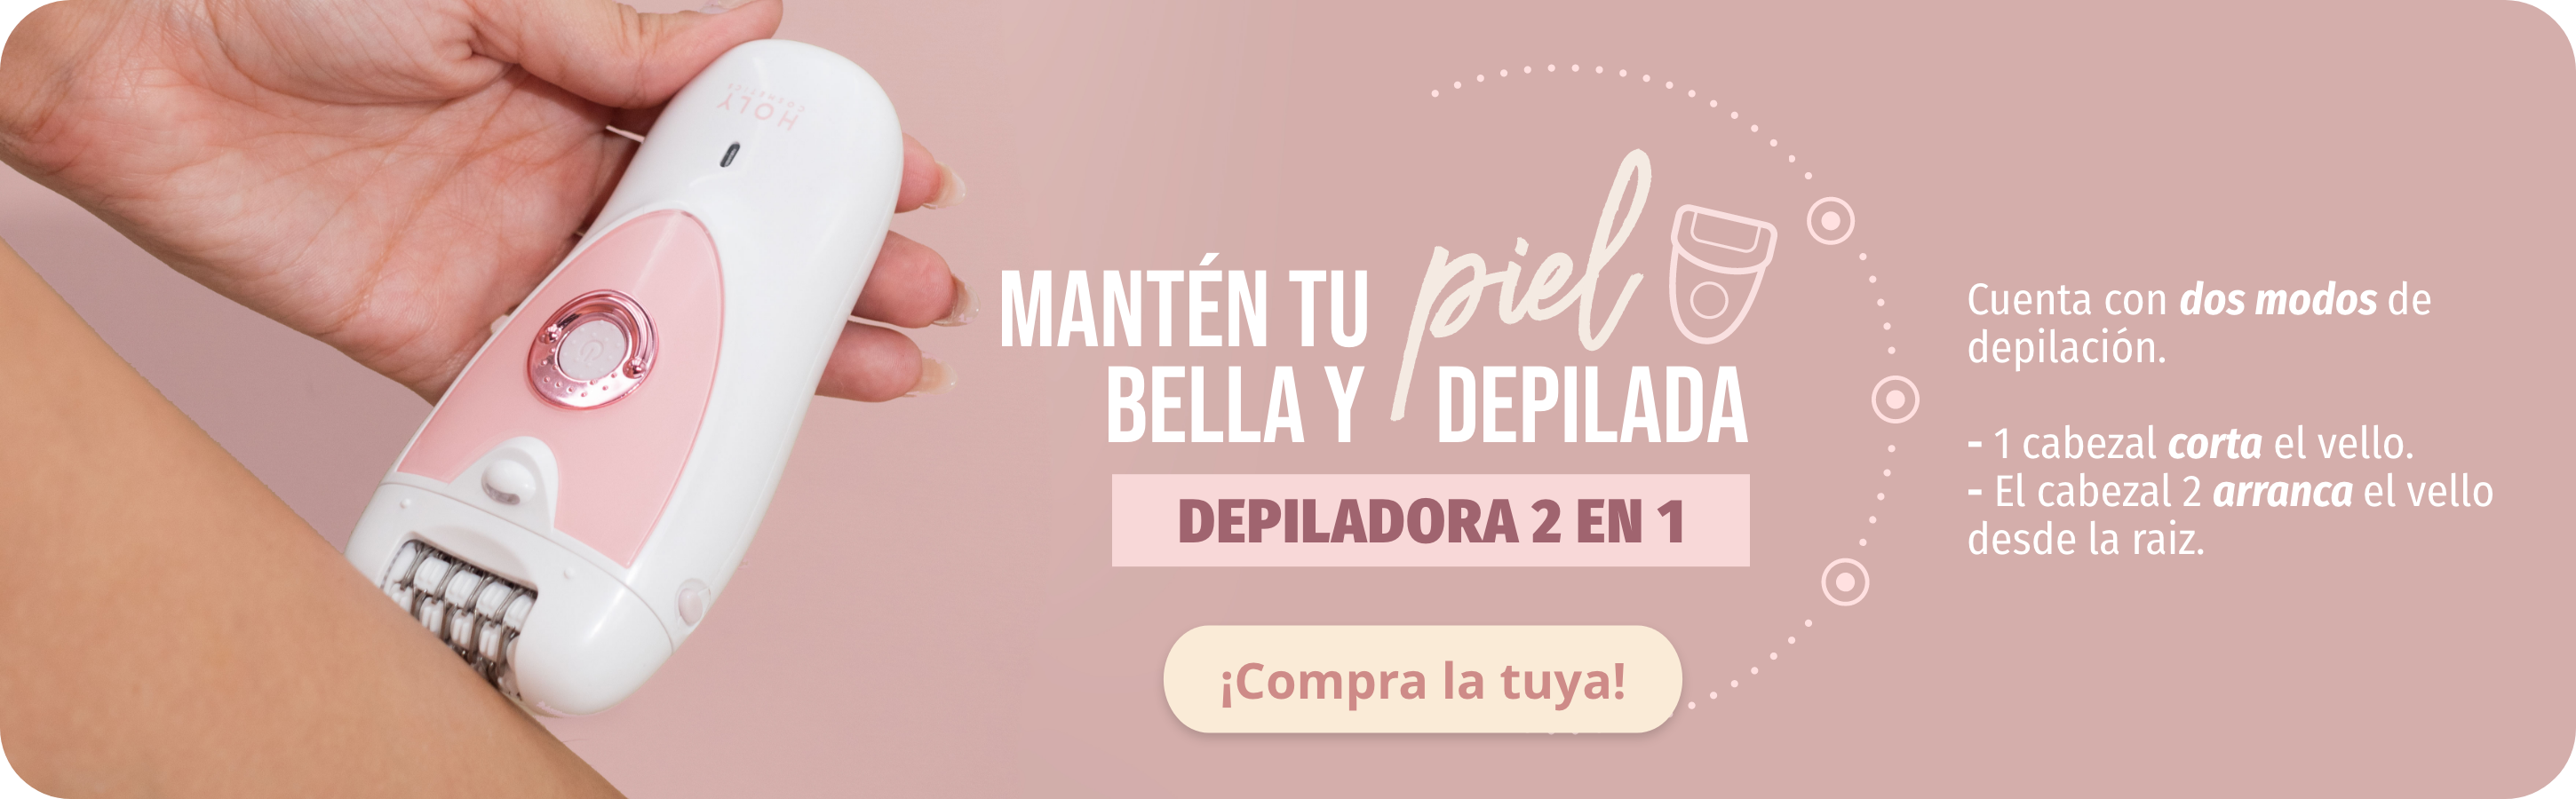 HOLY
COSMETICS
MANTÉN TU piel
BELLA Y DEPILADA
DEPILADORA 2 EN 1
¡Compra la tuya!
Cuenta con dos modos de
depilación.
- 1 cabezal corta el vello.
- El cabezal 2 arranca el vello
desde la raiz.